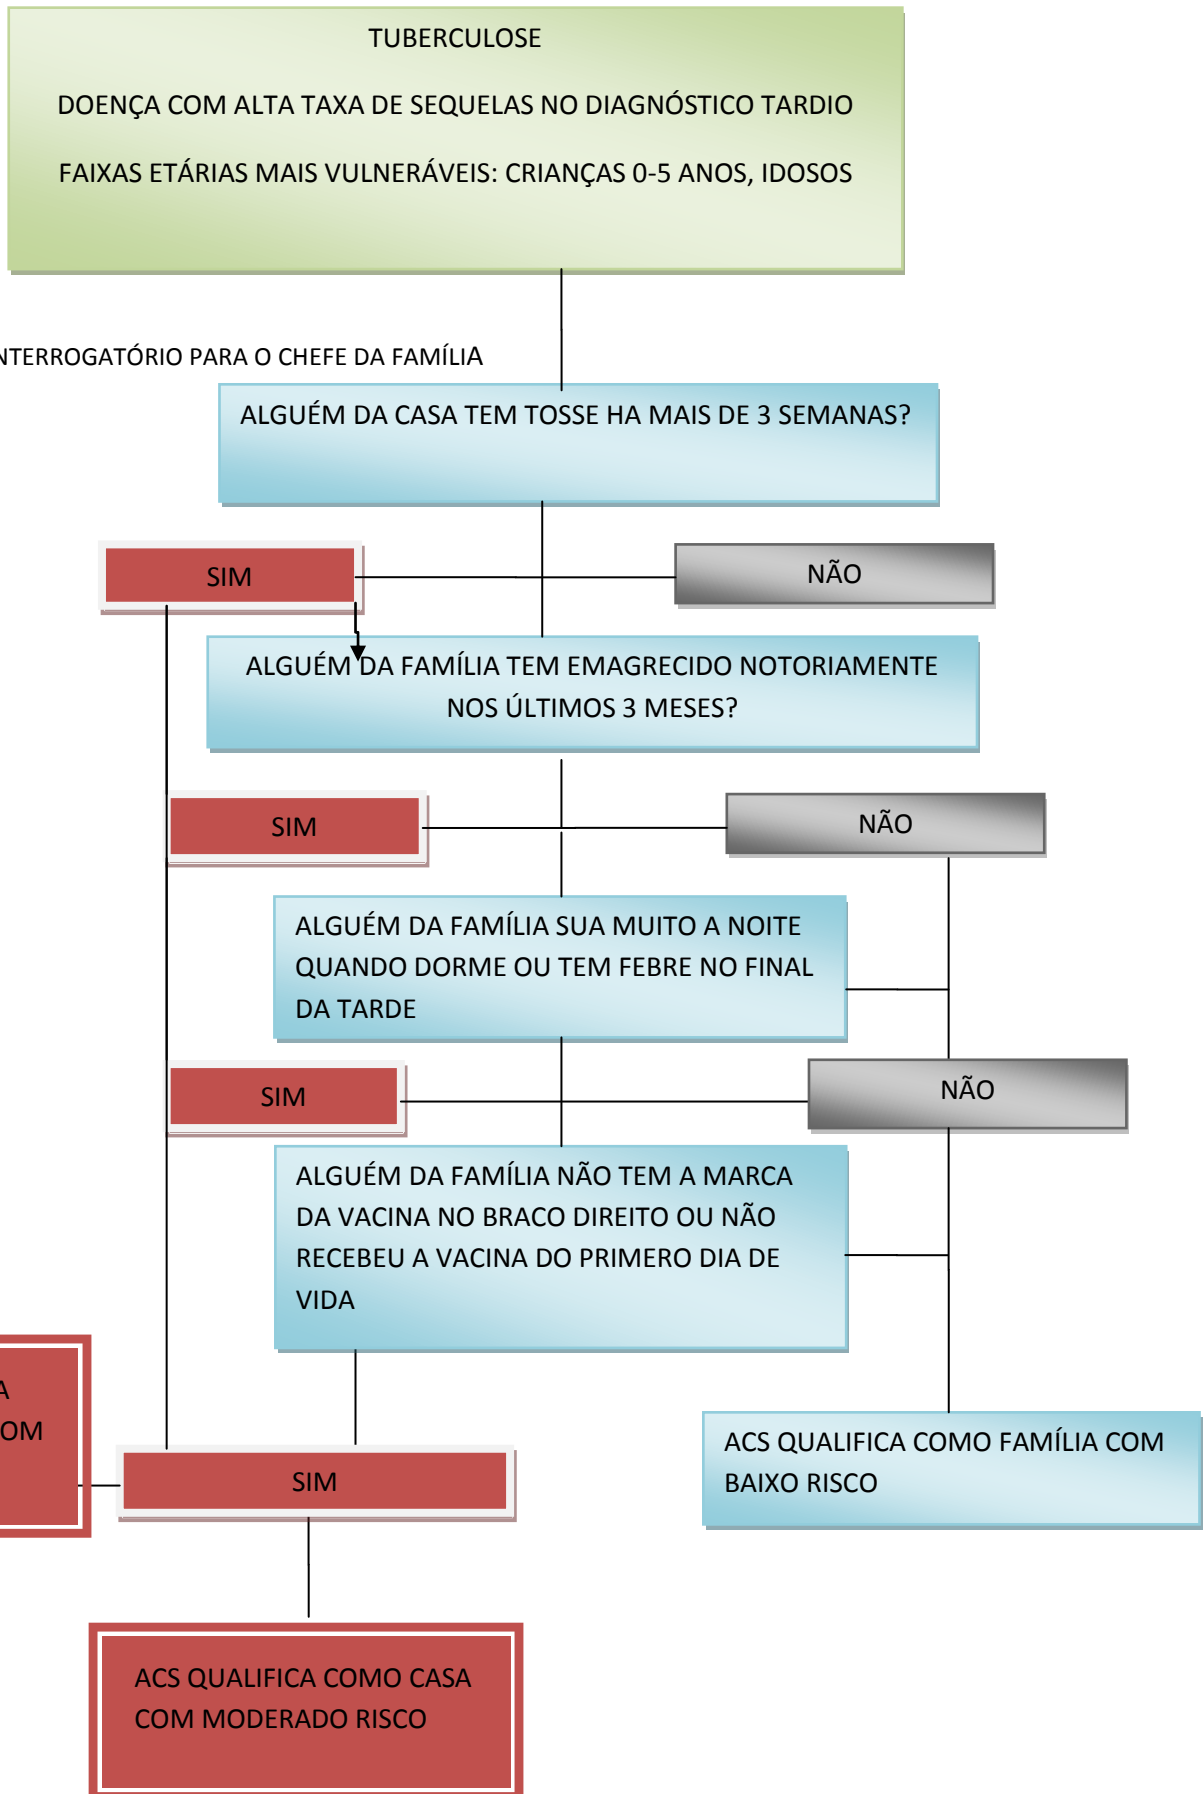 TUBERCULOSE
DOENÇA COM ALTA TAXA DE SEQUELAS NO DIAGNÓSTICO TARDIO
FAIXAS ETÁRIAS MAIS VULNERÁVEIS: CRIANÇAS 0-5 ANOS, IDOSOS
NTERROGATÓRIO PARA O CHEFE DA FAMÍLIA
ALGUÉM DA CASA TEM TOSSE HA MAIS DE 3 SEMANAS?
SIM
NÃO
ALGUÉM DA FAMÍLIA TEM EMAGRECIDO NOTORIAMENTE
NOS ÚLTIMOS 3 MESES?
SIM
NÃO
ALGUÉM DA FAMÍLIA SUA MUITO A NOITE
QUANDO DORME OU TEM FEBRE NO FINAL
DA TARDE
SIM
NÃO
ALGUÉM DA FAMÍLIA NÃO TEM A MARCA
DA VACINA NO BRACO DIREITO OU NÃO
RECEBEU A VACINA DO PRIMERO DIA DE
VIDA
A
OM
SIM
ACS QUALIFICA COMO FAMÍLIA COM
BAIXO RISCO
ACS QUALIFICA COMO CASA
COM MODERADO RISCO